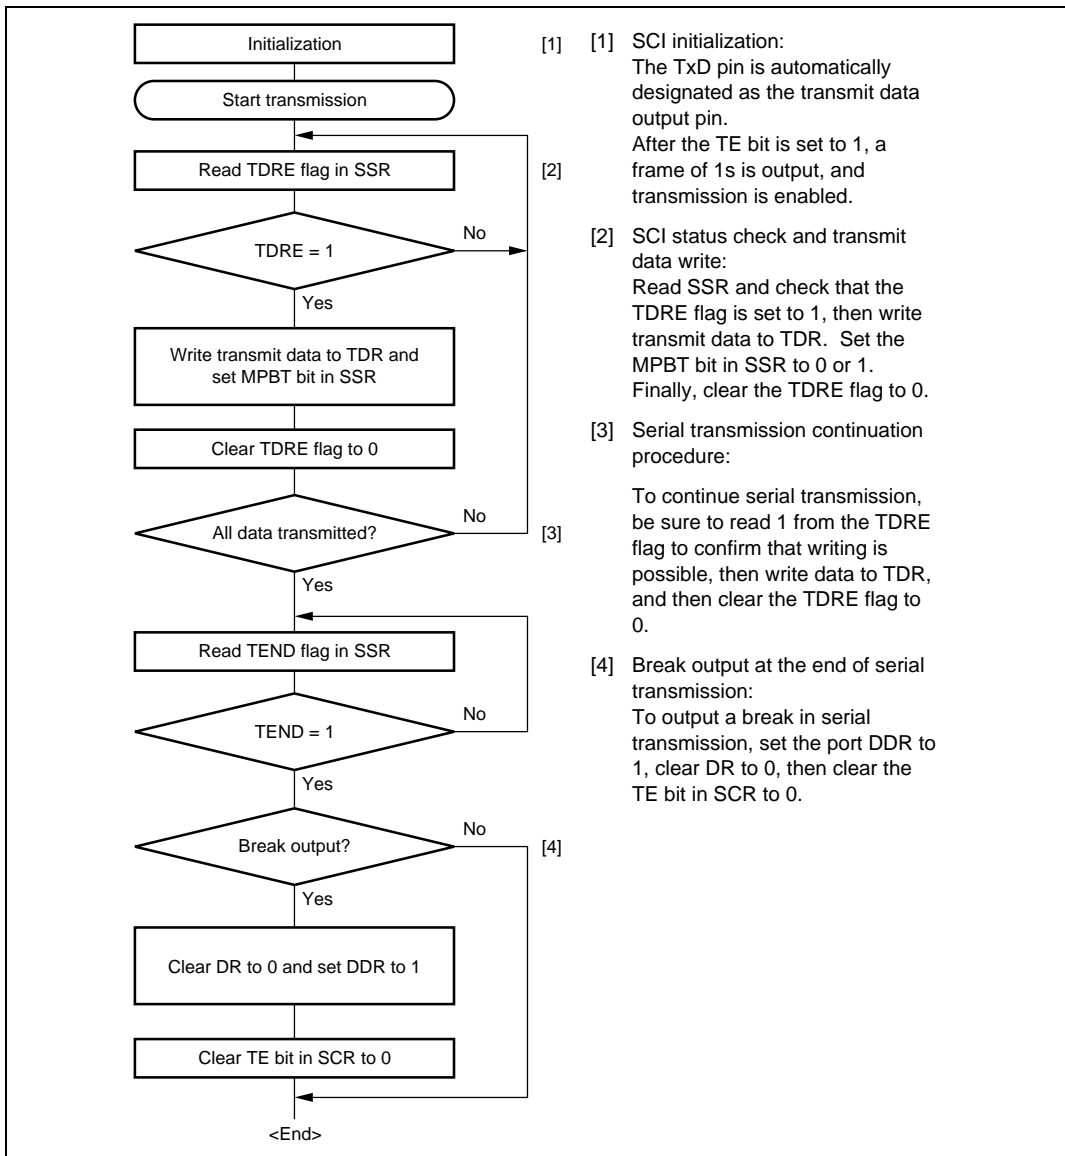 Initialization
[1]
Start transmission
Read TDRE flag in SSR
[2]
No
TDRE = 1
Yes
Write transmit data to TDR and
set MPBT bit in SSR
Clear TDRE flag to 0
No
All data transmitted?
[3]
Yes
Read TEND flag in SSR
No
TEND = 1
Yes
No
Break output?
[4]
Yes
Clear DR to 0 and set DDR to 1
Clear TE bit in SCR to 0
<End>
[1] SCI initialization:
The TxD pin is automatically
designated as the transmit data
output pin.
After the TE bit is set to 1, a
frame of 1s is output, and
transmission is enabled.
[2] SCI status check and transmit
data write:
Read SSR and check that the
TDRE flag is set to 1, then write
transmit data to TDR.  Set the
MPBT bit in SSR to 0 or 1.
Finally, clear the TDRE flag to 0.
[3] Serial transmission continuation
procedure:
To continue serial transmission,
be sure to read 1 from the TDRE
flag to confirm that writing is
possible, then write data to TDR,
and then clear the TDRE flag to
0.
[4] Break output at the end of serial
transmission:
To output a break in serial
transmission, set the port DDR to
1, clear DR to 0, then clear the
TE bit in SCR to 0.